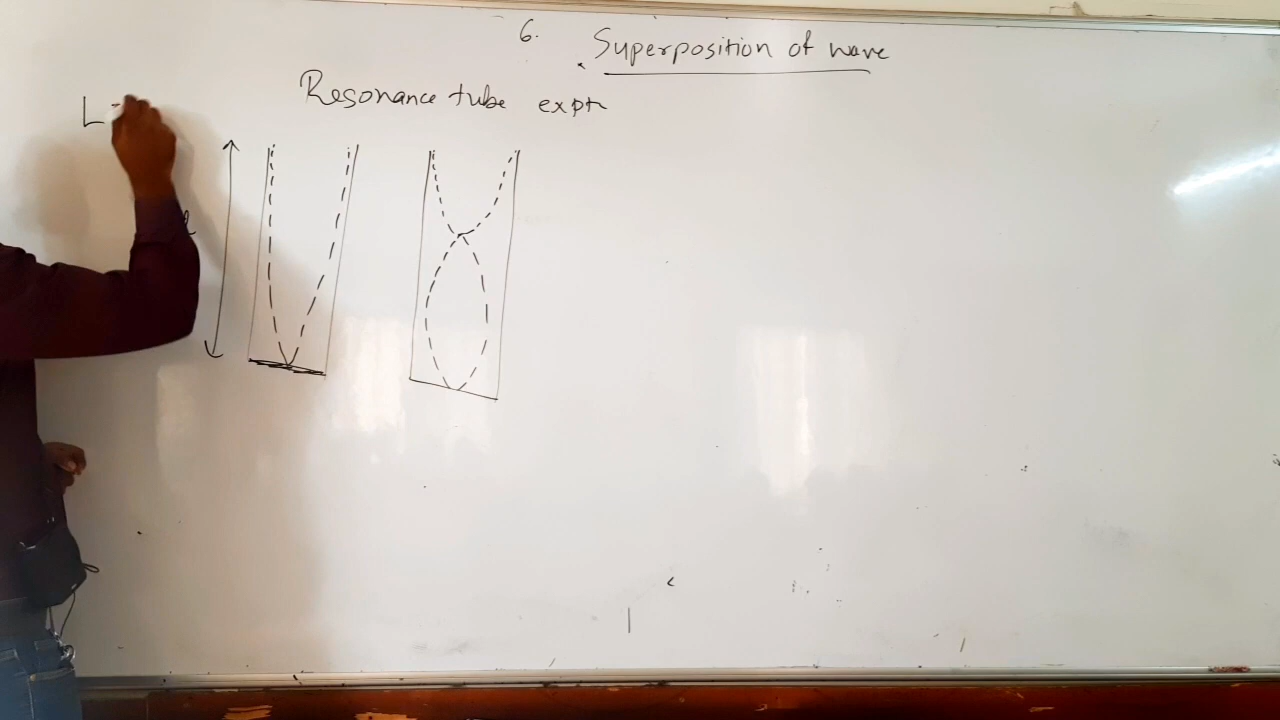 6. Superposition of wave
Resonance tube expt
L =
l